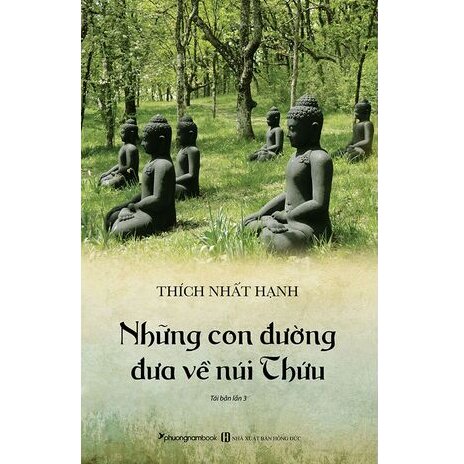 THÍCH NHẤT HẠNH
Những con đường
đưa về núi Thứu
Tái bản lần 3
phuongnambook NHÀ XUẤT BẢN HỒNG ĐỨC